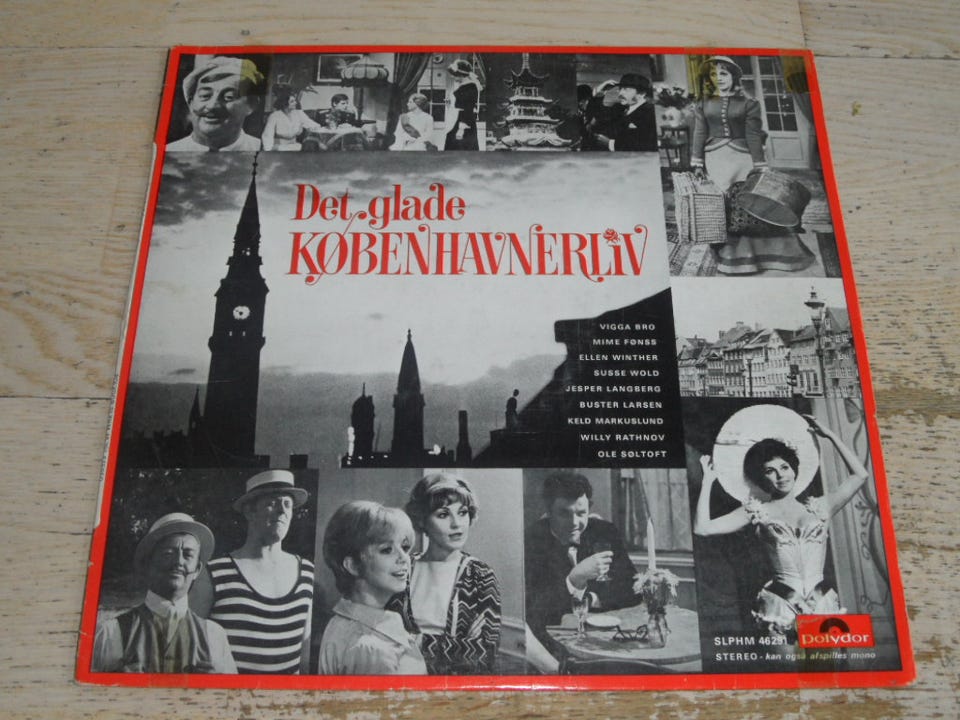 Det glade
KØBENHAVNERLIV
VIGGA BRO
MIME FØNSS
ELLEN WINTHER
SUSSE WOLD
JESPER LANGBERG
BUSTER LARSEN
KELD MARKUSLUND
WILLY RATHNOV
OLE SØLTOFT
SLPHM 46291
polydor
STEREO - kan også afspilles mono